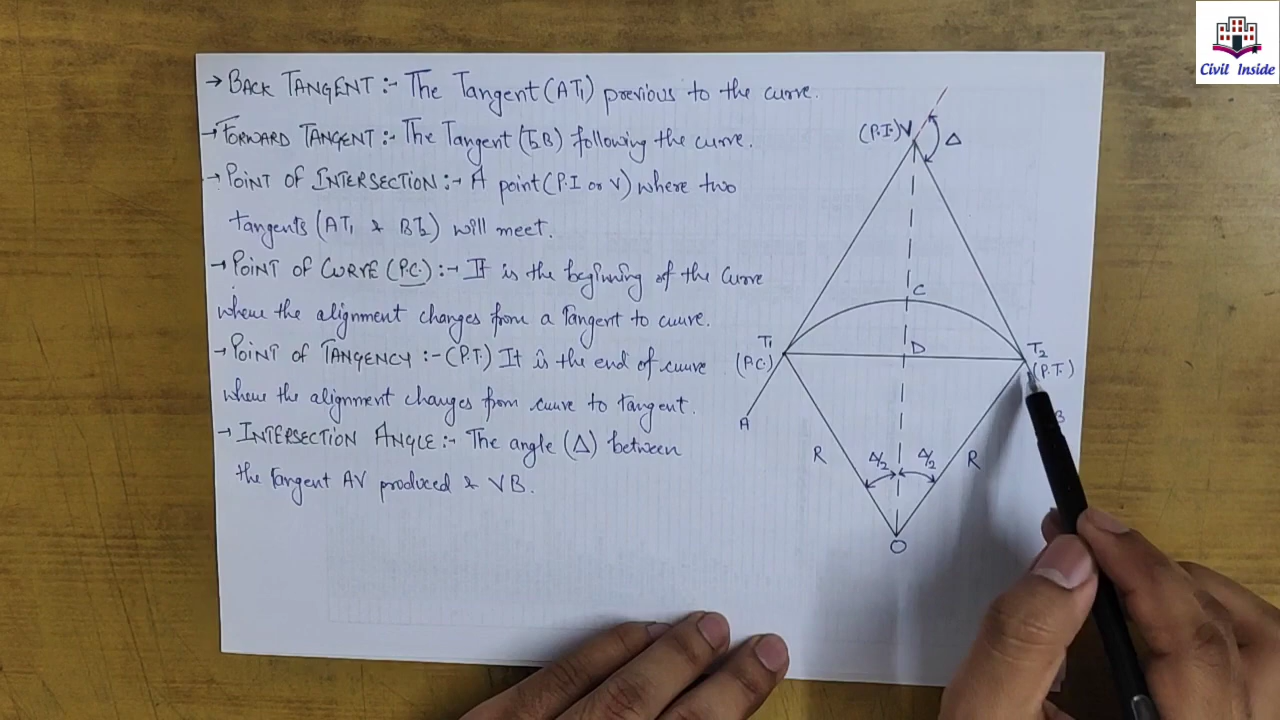 Civil Inside
→ BACK TANGENT :- The Tangent (AT1) previous to the curve.
→ FORWARD TANGENT :- The Tangent (T2B) following the curve.
→ POINT OF INTERSECTION :- A point (P.I or V) where two
tangents (AT1 & BT2) will meet.
→ POINT OF CURVE (P.C.) :- It is the beginning of the Curve
where the alignment changes from a Tangent to curve.
→ POINT OF TANGENCY :- (P.T.) It is the end of curve
where the alignment changes from curve to tangent.
→ INTERSECTION ANGLE :- The angle (Δ) between
the Tangent AV produced & VB.
(P.I) V
Δ
C
T1
(P.C.)
D
T2
(P.T.)
A
B
R
Δ/2
Δ/2
R
O